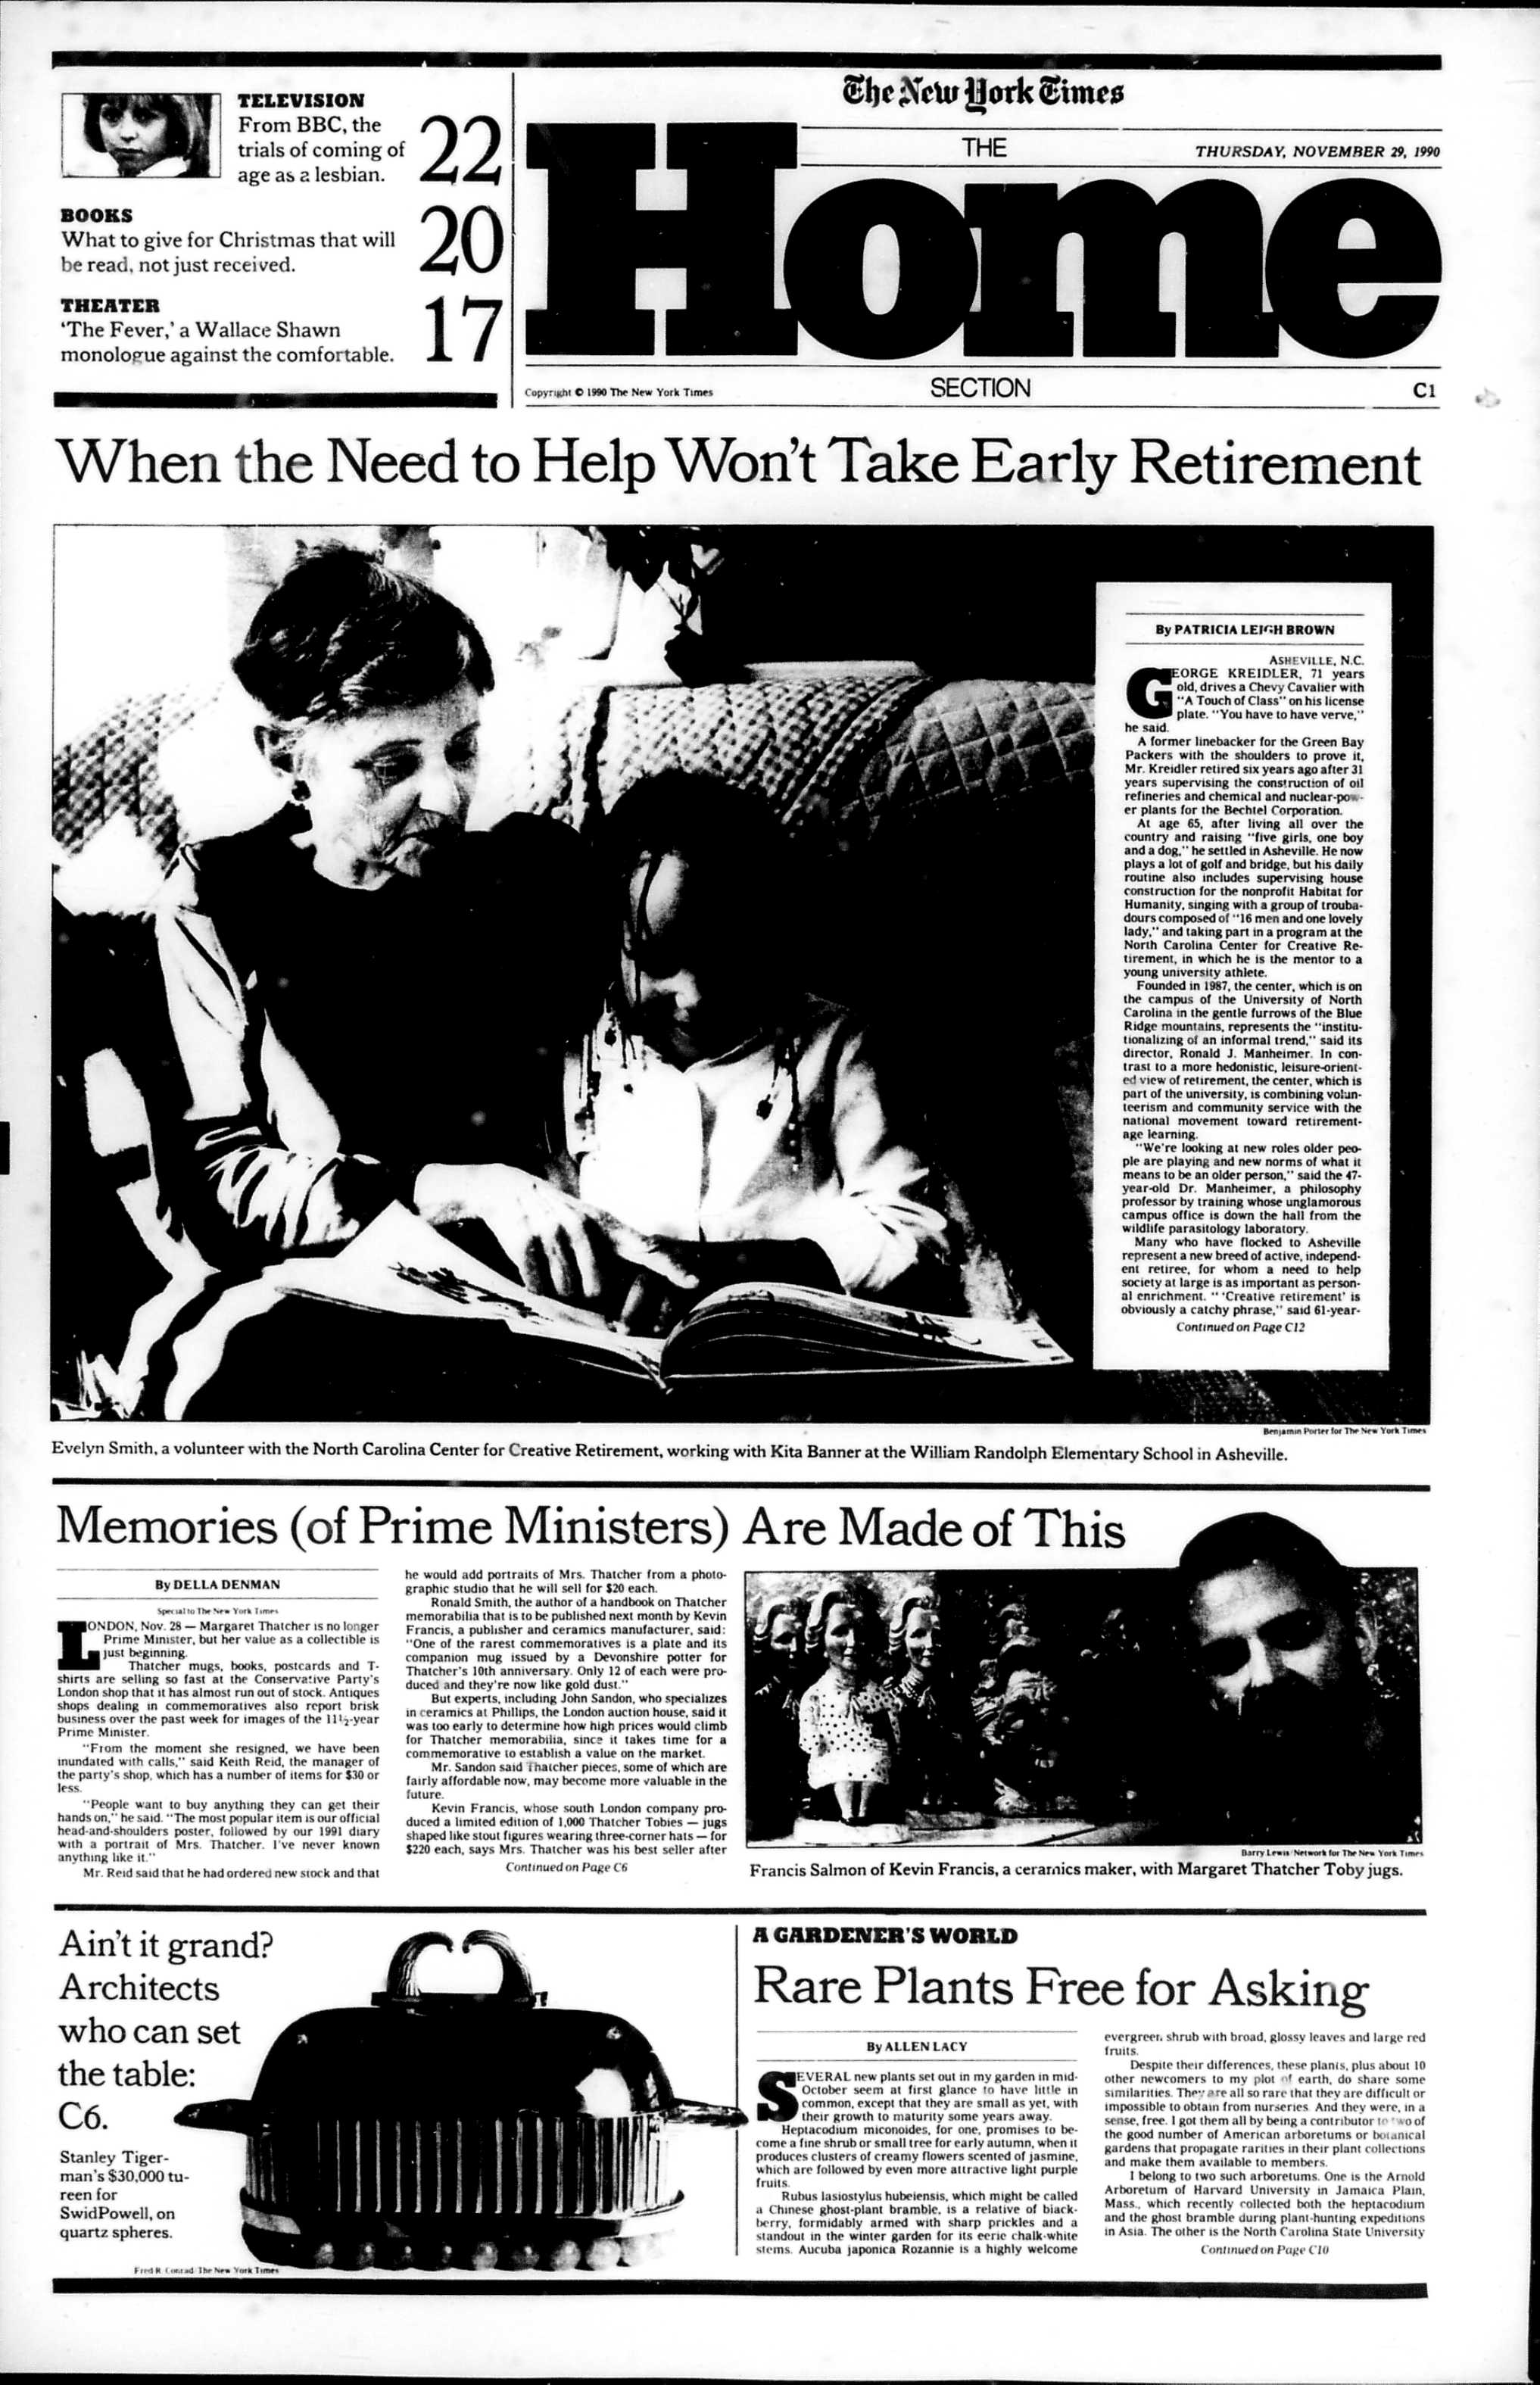 TELEVISION
From BBC, the
trials of coming of
age as a lesbian.
22
BOOKS
What to give for Christmas that will
be read, not just received.
20
THEATER
'The Fever,' a Wallace Shawn
monologue against the comfortable.
17
The New York Times
THE
THURSDAY, NOVEMBER 29, 1990
Home
Copyright © 1990 The New York Times
SECTION
C1
When the Need to Help Won't Take Early Retirement
By PATRICIA LEIGH BROWN
ASHEVILLE, N.C.
GEORGE KREIDLER, 71 years
old, drives a Chevy Cavalier with
"A Touch of Class" on his license
plate. "You have to have verve,"
he said.
A former linebacker for the Green Bay
Packers with the shoulders to prove it,
Mr. Kreidler retired six years ago after 31
years supervising the construction of oil
refineries and chemical and nuclear-pow-
er plants for the Bechtel Corporation.
At age 65, after living all over the
country and raising "five girls, one boy
and a dog," he settled in Asheville. He now
plays a lot of golf and bridge, but his daily
routine also includes supervising house
construction for the nonprofit Habitat for
Humanity, singing with a group of trouba-
dours composed of "16 men and one lovely
lady," and taking part in a program at the
North Carolina Center for Creative Re-
tirement, in which he is the mentor to a
young university athlete.
Founded in 1987, the center, which is on
the campus of the University of North
Carolina in the gentle furrows of the Blue
Ridge mountains, represents the "institu-
tionalizing of an informal trend," said its
director, Ronald J. Manheimer. In con-
trast to a more hedonistic, leisure-orient-
ed view of retirement, the center, which is
part of the university, is combining volun-
teerism and community service with the
national movement toward retirement-
age learning.
"We're looking at new roles older peo-
ple are playing and new norms of what it
means to be an older person," said the 47-
year-old Dr. Manheimer, a philosophy
professor by training whose unglamorous
campus office is down the hall from the
wildlife parasitology laboratory.
Many who have flocked to Asheville
represent a new breed of active, independ-
ent retiree, for whom a need to help
society at large is as important as person-
al enrichment. " 'Creative retirement' is
obviously a catchy phrase," said 61-year-
Continued on Page C12
Benjamin Porter for The New York Times
Evelyn Smith, a volunteer with the North Carolina Center for Creative Retirement, working with Kita Banner at the William Randolph Elementary School in Asheville.
Memories (of Prime Ministers) Are Made of This
By DELLA DENMAN
Special to The New York Times
LONDON, Nov. 28 — Margaret Thatcher is no longer
Prime Minister, but her value as a collectible is
just beginning.
Thatcher mugs, books, postcards and T-
shirts are selling so fast at the Conservative Party's
London shop that it has almost run out of stock. Antiques
shops dealing in commemoratives also report brisk
business over the past week for images of the 11½-year
Prime Minister.
"From the moment she resigned, we have been
inundated with calls," said Keith Reid, the manager of
the party's shop, which has a number of items for $30 or
less.
"People want to buy anything they can get their
hands on," he said. "The most popular item is our official
head-and-shoulders poster, followed by our 1991 diary
with a portrait of Mrs. Thatcher. I've never known
anything like it."
Mr. Reid said that he had ordered new stock and that
he would add portraits of Mrs. Thatcher from a photo-
graphic studio that he will sell for $20 each.
Ronald Smith, the author of a handbook on Thatcher
memorabilia that is to be published next month by Kevin
Francis, a publisher and ceramics manufacturer, said:
"One of the rarest commemoratives is a plate and its
companion mug issued by a Devonshire potter for
Thatcher's 10th anniversary. Only 12 of each were pro-
duced and they're now like gold dust."
But experts, including John Sandon, who specializes
in ceramics at Phillips, the London auction house, said it
was too early to determine how high prices would climb
for Thatcher memorabilia, since it takes time for a
commemorative to establish a value on the market.
Mr. Sandon said Thatcher pieces, some of which are
fairly affordable now, may become more valuable in the
future.
Kevin Francis, whose south London company pro-
duced a limited edition of 1,000 Thatcher Tobies — jugs
shaped like stout figures wearing three-corner hats — for
$220 each, says Mrs. Thatcher was his best seller after
Continued on Page C6
Barry Lewis/Network for The New York Times
Francis Salmon of Kevin Francis, a ceramics maker, with Margaret Thatcher Toby jugs.
Ain't it grand?
Architects
who can set
the table:
C6.
Stanley Tiger-
man's $30,000 tu-
reen for
SwidPowell, on
quartz spheres.
Fred R. Conrad/The New York Times
A GARDENER'S WORLD
Rare Plants Free for Asking
By ALLEN LACY
SEVERAL new plants set out in my garden in mid-
October seem at first glance to have little in
common, except that they are small as yet, with
their growth to maturity some years away.
Heptacodium miconoides, for one, promises to be-
come a fine shrub or small tree for early autumn, when it
produces clusters of creamy flowers scented of jasmine,
which are followed by even more attractive light purple
fruits.
Rubus lasiostylus hubeiensis, which might be called
a Chinese ghost-plant bramble, is a relative of black-
berry, formidably armed with sharp prickles and a
standout in the winter garden for its eerie chalk-white
stems. Aucuba japonica Rozannie is a highly welcome
evergreen shrub with broad, glossy leaves and large red
fruits.
Despite their differences, these plants, plus about 10
other newcomers to my plot of earth, do share some
similarities. They are all so rare that they are difficult or
impossible to obtain from nurseries. And they were, in a
sense, free. I got them all by being a contributor to two of
the good number of American arboretums or botanical
gardens that propagate rarities in their plant collections
and make them available to members.
I belong to two such arboretums. One is the Arnold
Arboretum of Harvard University in Jamaica Plain,
Mass., which recently collected both the heptacodium
and the ghost bramble during plant-hunting expeditions
in Asia. The other is the North Carolina State University
Continued on Page C10